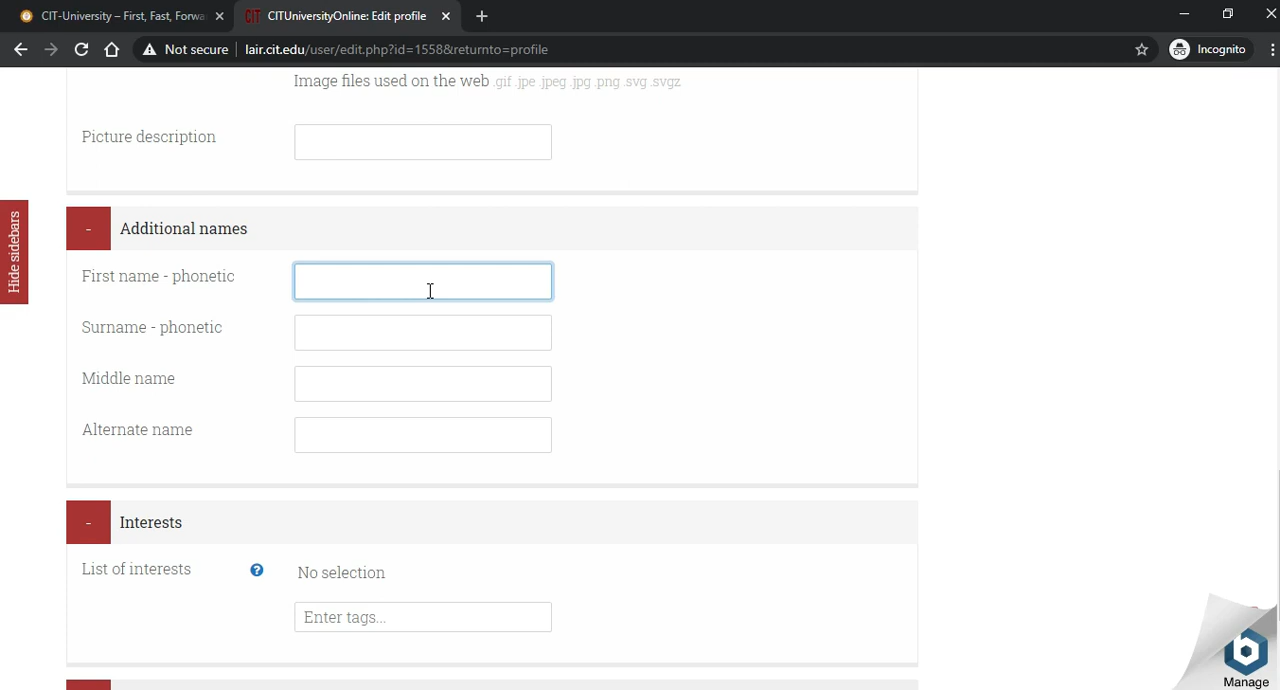 CIT-University – First, Fast, Forwa
CITUniversityOnline: Edit profile
Not secure
lair.cit.edu/user/edit.php?id=1558&returnto=profile
Incognito
Image files used on the web .gif .jpe .jpeg .jpg .png .svg .svgz
Picture description
Hide sidebars
- Additional names
First name - phonetic
Surname - phonetic
Middle name
Alternate name
- Interests
List of interests ? No selection
Enter tags...
b
Manage